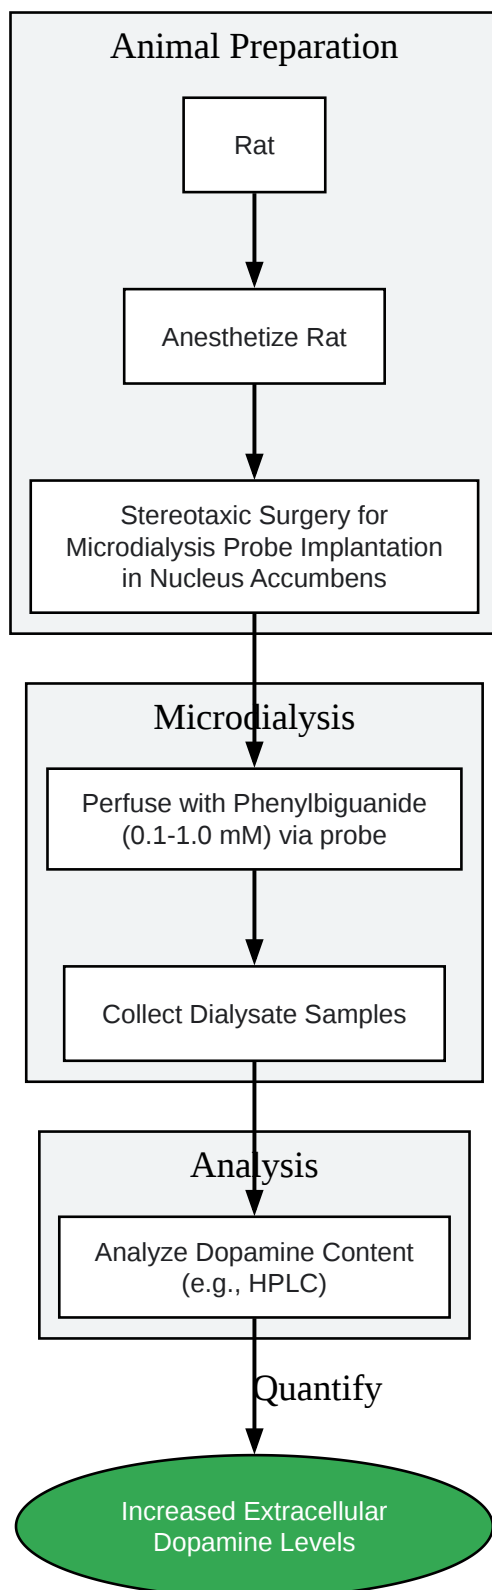 Animal Preparation
Rat
Anesthetize Rat
Stereotaxic Surgery for
Microdialysis Probe Implantation
in Nucleus Accumbens
Microdialysis
Perfuse with Phenylbiguanide
(0.1-1.0 mM) via probe
Collect Dialysate Samples
Analysis
Analyze Dopamine Content
(e.g., HPLC)
Quantify
Increased Extracellular
Dopamine Levels